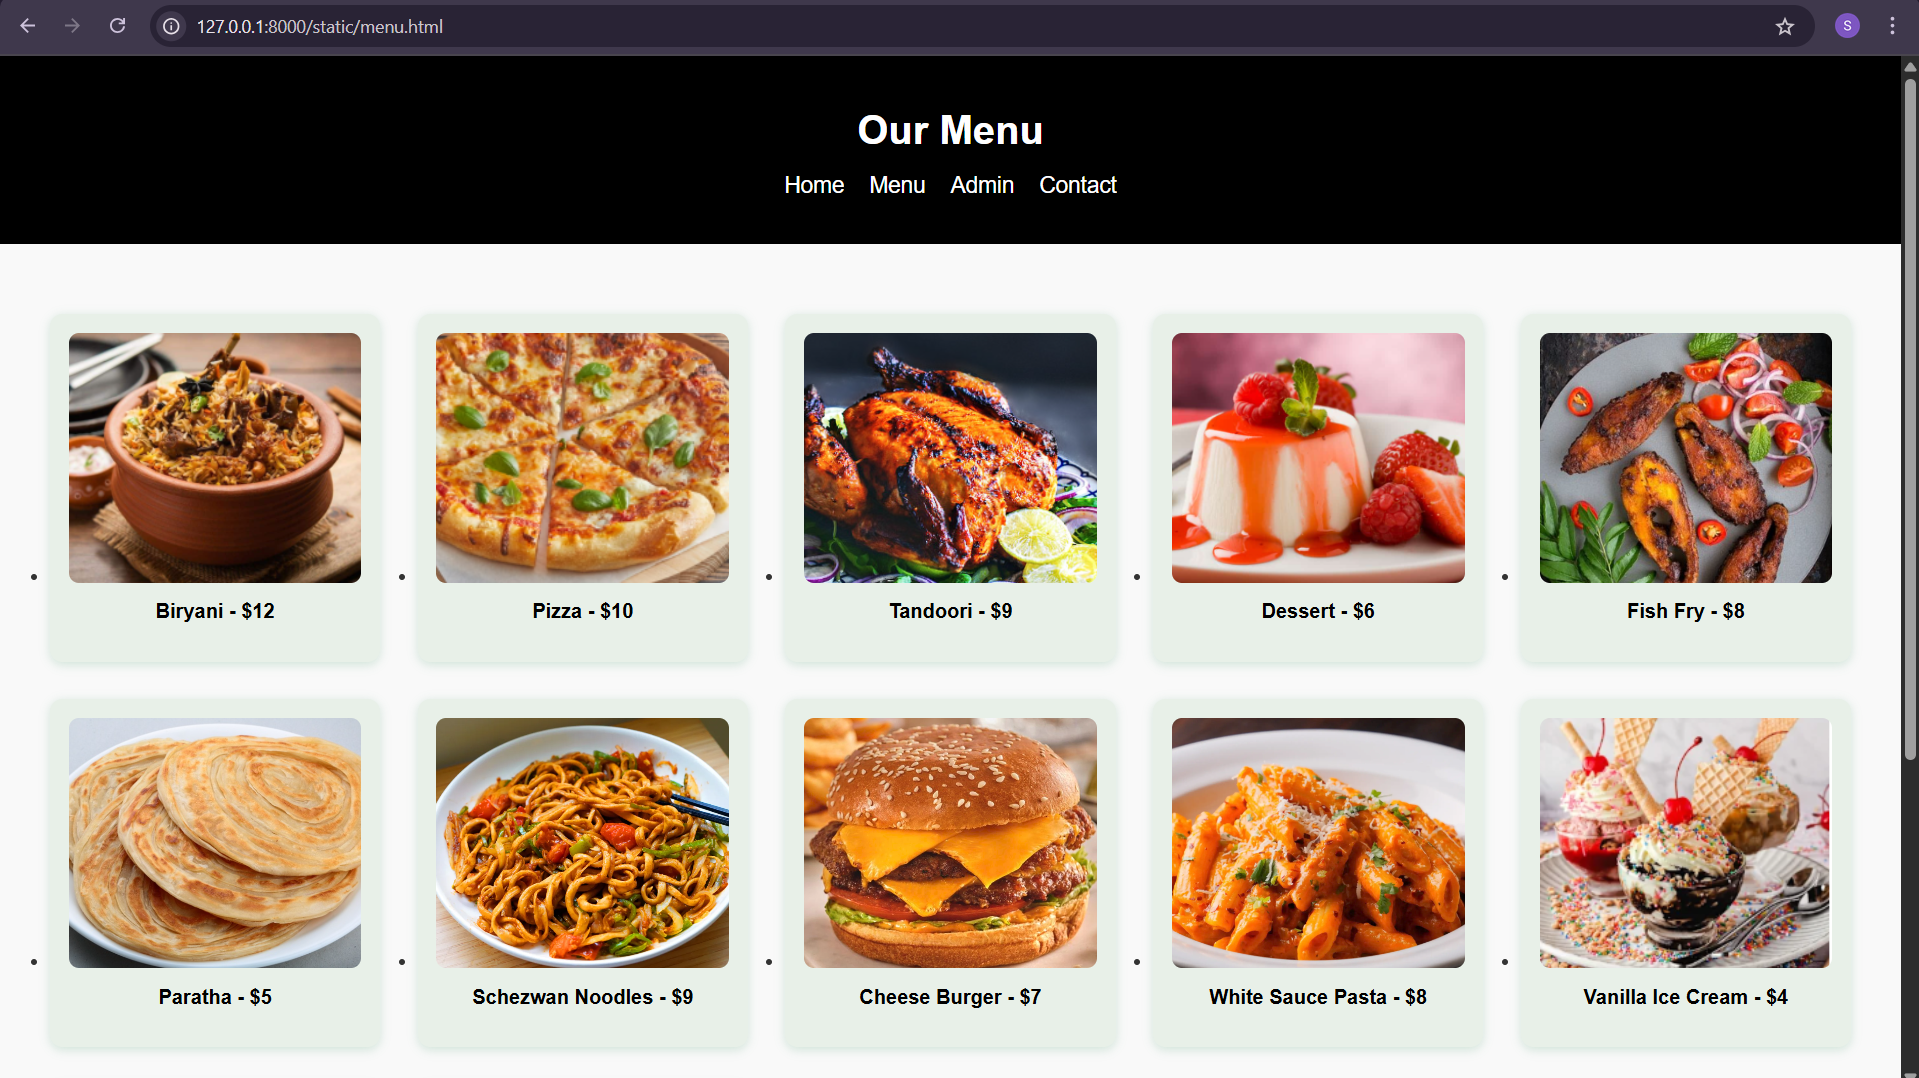 127.0.0.1:8000/static/menu.html
S
Our Menu
Home Menu Admin Contact
Biryani - $12
Pizza - $10
Tandoori - $9
Dessert - $6
Fish Fry - $8
Paratha - $5
Schezwan Noodles - $9
Cheese Burger - $7
White Sauce Pasta - $8
Vanilla Ice Cream - $4